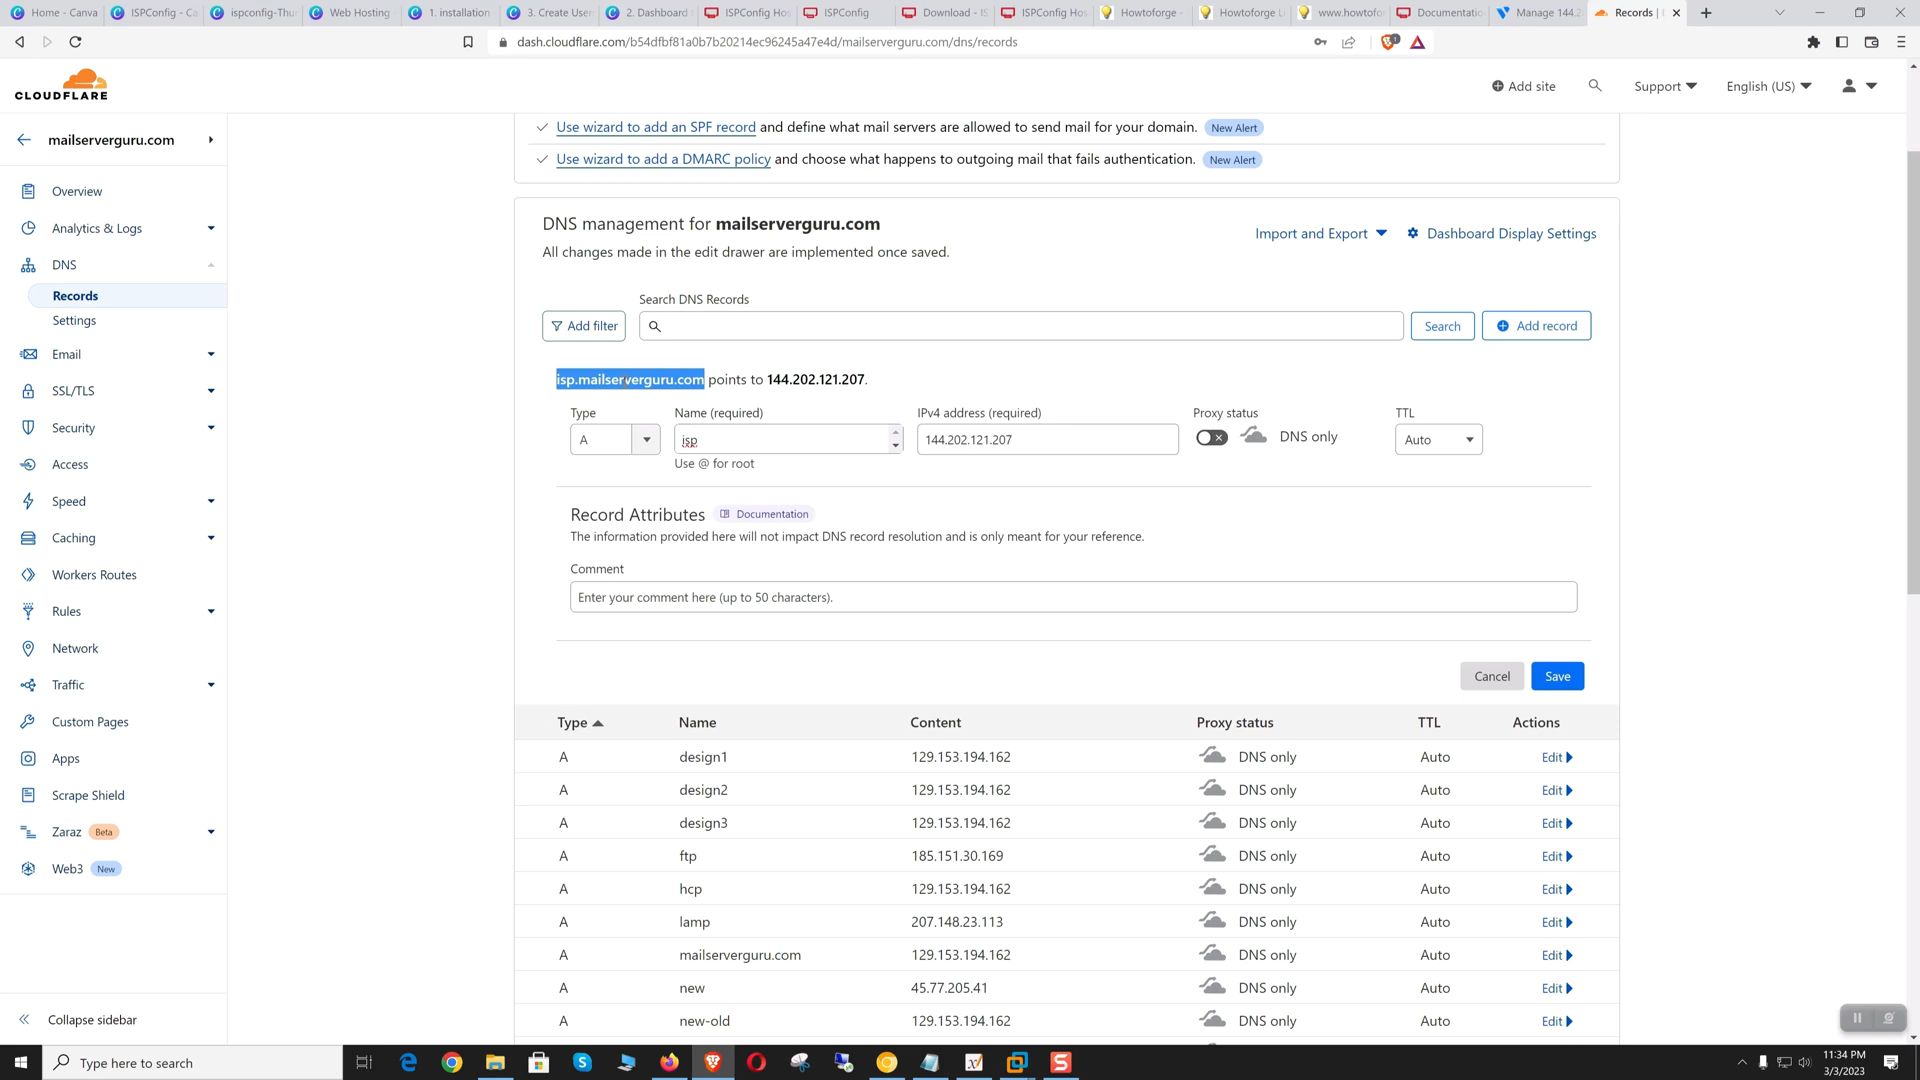 Home - Canva
ISPConfig - Ca
ispconfig-Thu
Web Hosting
1. installation
3. Create User
2. Dashboard
ISPConfig Hos
ISPConfig
Download - IS
ISPConfig Hos
Howtoforge -
Howtoforge Li
www.howtofo
Documentatio
Manage 144.2
Records |
dash.cloudflare.com/b54dfbf81a0b7b20214ec96245a47e4d/mailserverguru.com/dns/records
CLOUDFLARE
Add site
Support
English (US)
mailserverguru.com
Overview
Analytics & Logs
DNS
Records
Settings
Email
SSL/TLS
Security
Access
Speed
Caching
Workers Routes
Rules
Network
Traffic
Custom Pages
Apps
Scrape Shield
Zaraz Beta
Web3 New
Collapse sidebar
Use wizard to add an SPF record and define what mail servers are allowed to send mail for your domain. New Alert
Use wizard to add a DMARC policy and choose what happens to outgoing mail that fails authentication. New Alert
DNS management for mailserverguru.com
All changes made in the edit drawer are implemented once saved.
Import and Export
Dashboard Display Settings
Search DNS Records
Add filter
Search
Add record
isp.mailserverguru.com points to 144.202.121.207.
Type Name (required) IPv4 address (required) Proxy status TTL
A isp 144.202.121.207 DNS only Auto
Use @ for root
Record Attributes Documentation
The information provided here will not impact DNS record resolution and is only meant for your reference.
Comment
Enter your comment here (up to 50 characters).
Cancel Save
Type Name Content Proxy status TTL Actions
A design1 129.153.194.162 DNS only Auto Edit
A design2 129.153.194.162 DNS only Auto Edit
A design3 129.153.194.162 DNS only Auto Edit
A ftp 185.151.30.169 DNS only Auto Edit
A hcp 129.153.194.162 DNS only Auto Edit
A lamp 207.148.23.113 DNS only Auto Edit
A mailserverguru.com 129.153.194.162 DNS only Auto Edit
A new 45.77.205.41 DNS only Auto Edit
A new-old 129.153.194.162 DNS only Auto Edit
Type here to search
11:34 PM
3/3/2023